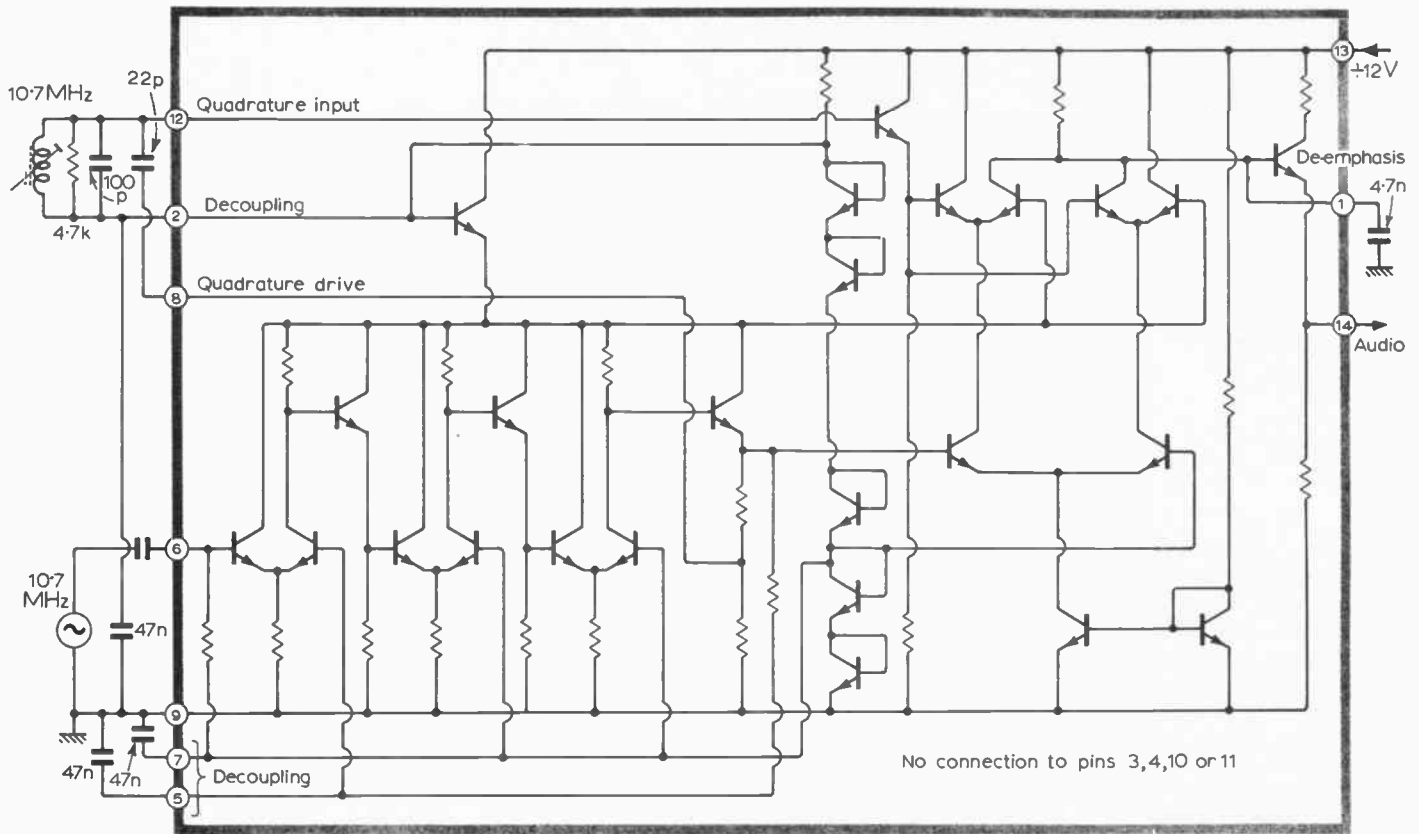 10·7MHz
22p
100
p
4·7k
12
Quadrature input
2
Decoupling
8
Quadrature drive
13
+12V
De-emphasis
1
4·7n
14
Audio
6
10·7
MHz
47n
9
7
47n
47n
Decoupling
5
No connection to pins 3,4,10 or 11